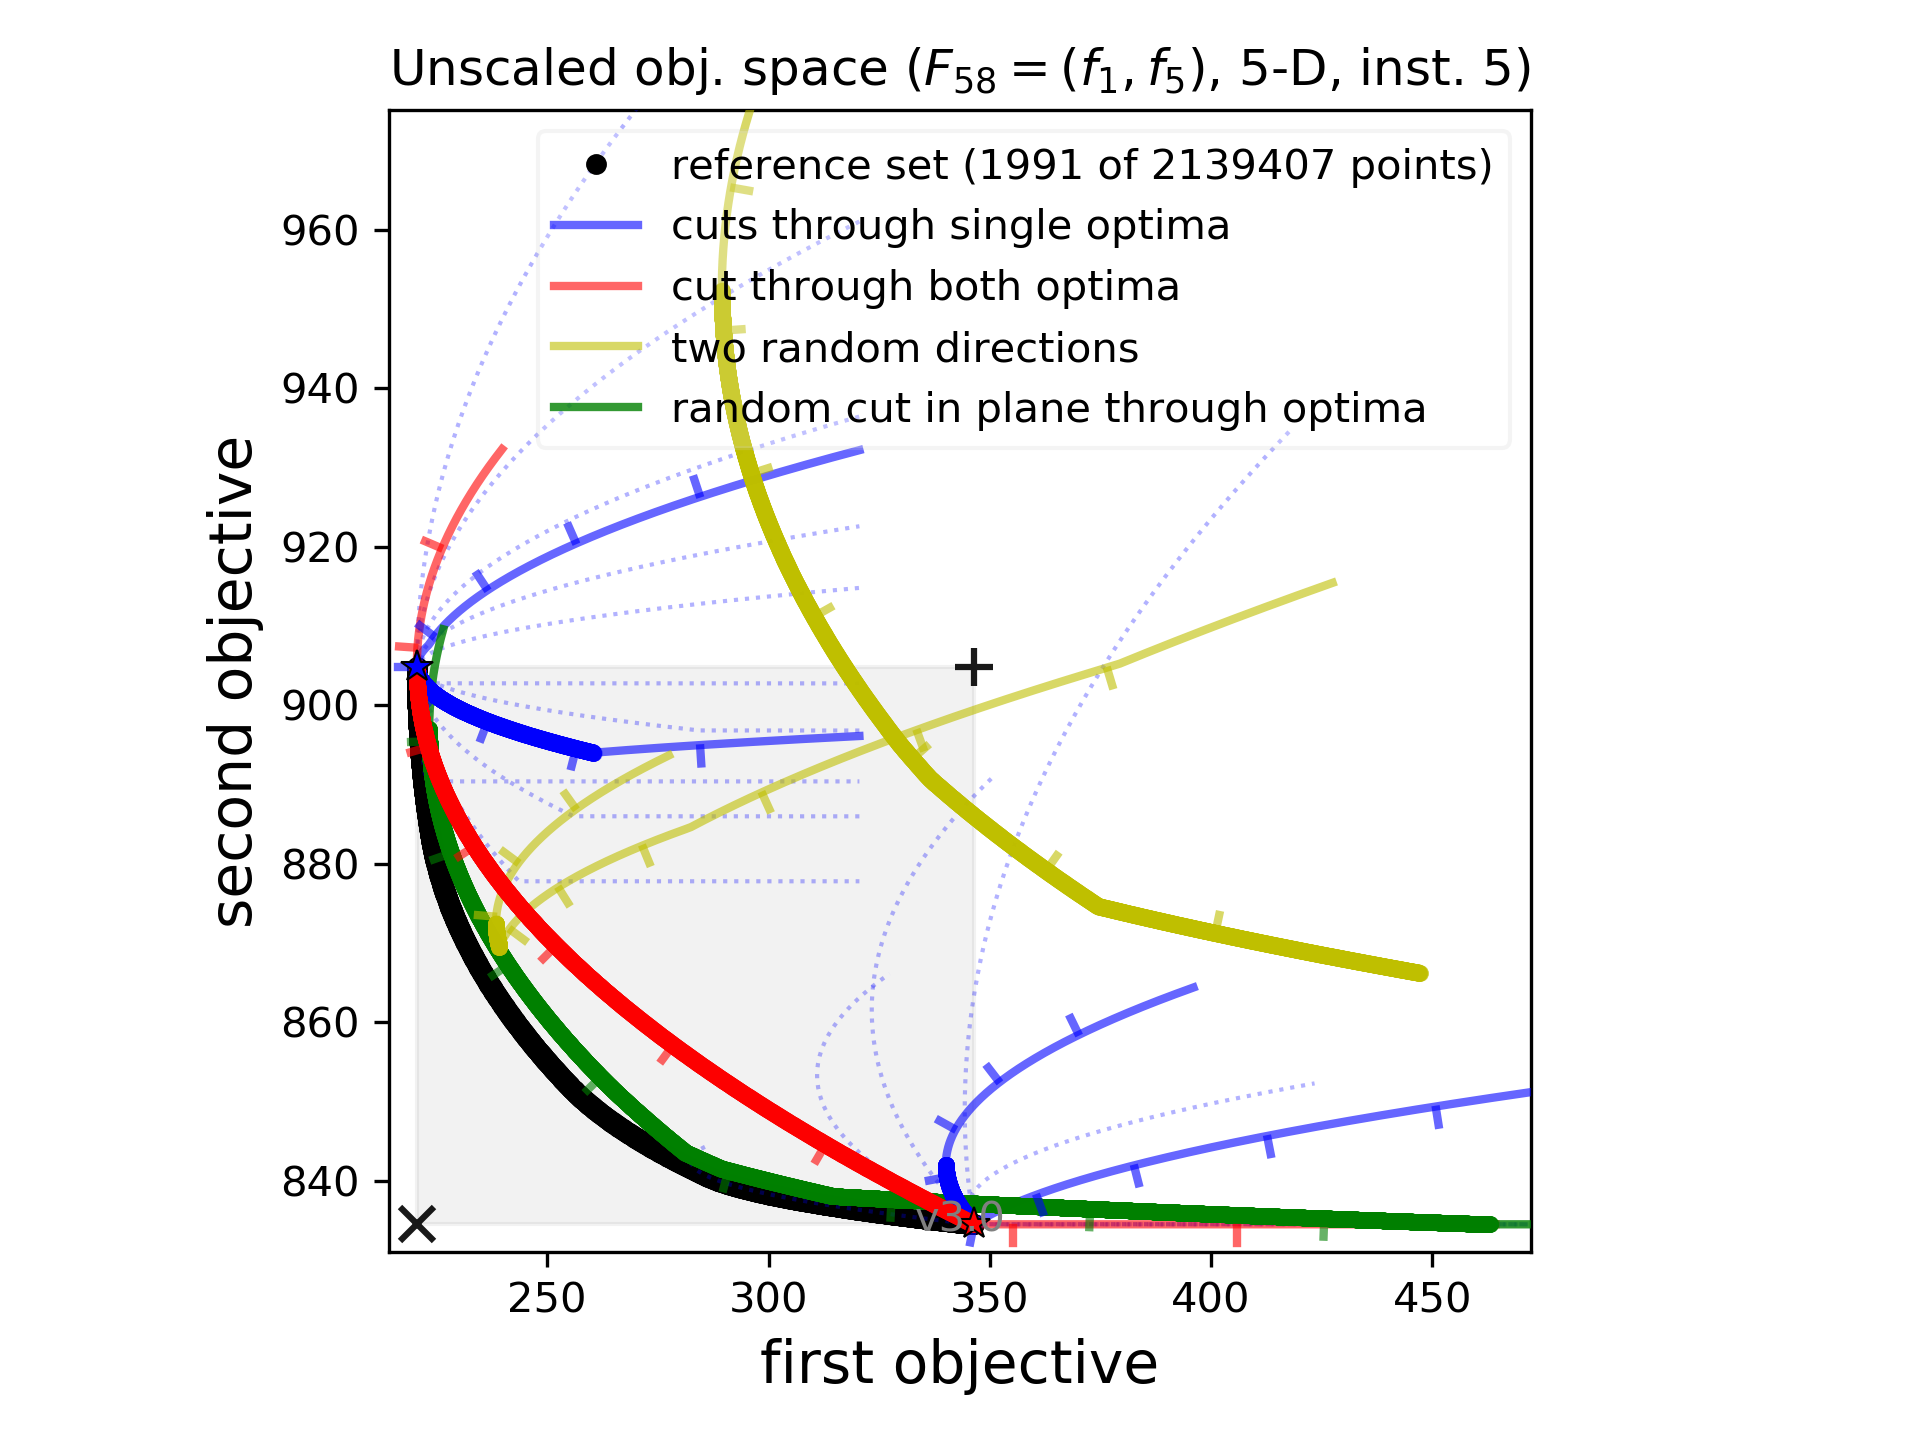 Unscaled obj. space (F58 = (f1, f5), 5-D, inst. 5)
reference set (1991 of 2139407 points)
cuts through single optima
cut through both optima
two random directions
random cut in plane through optima
960
940
920
900
880
860
840
second objective
v3.0
250 300 350 400 450
first objective